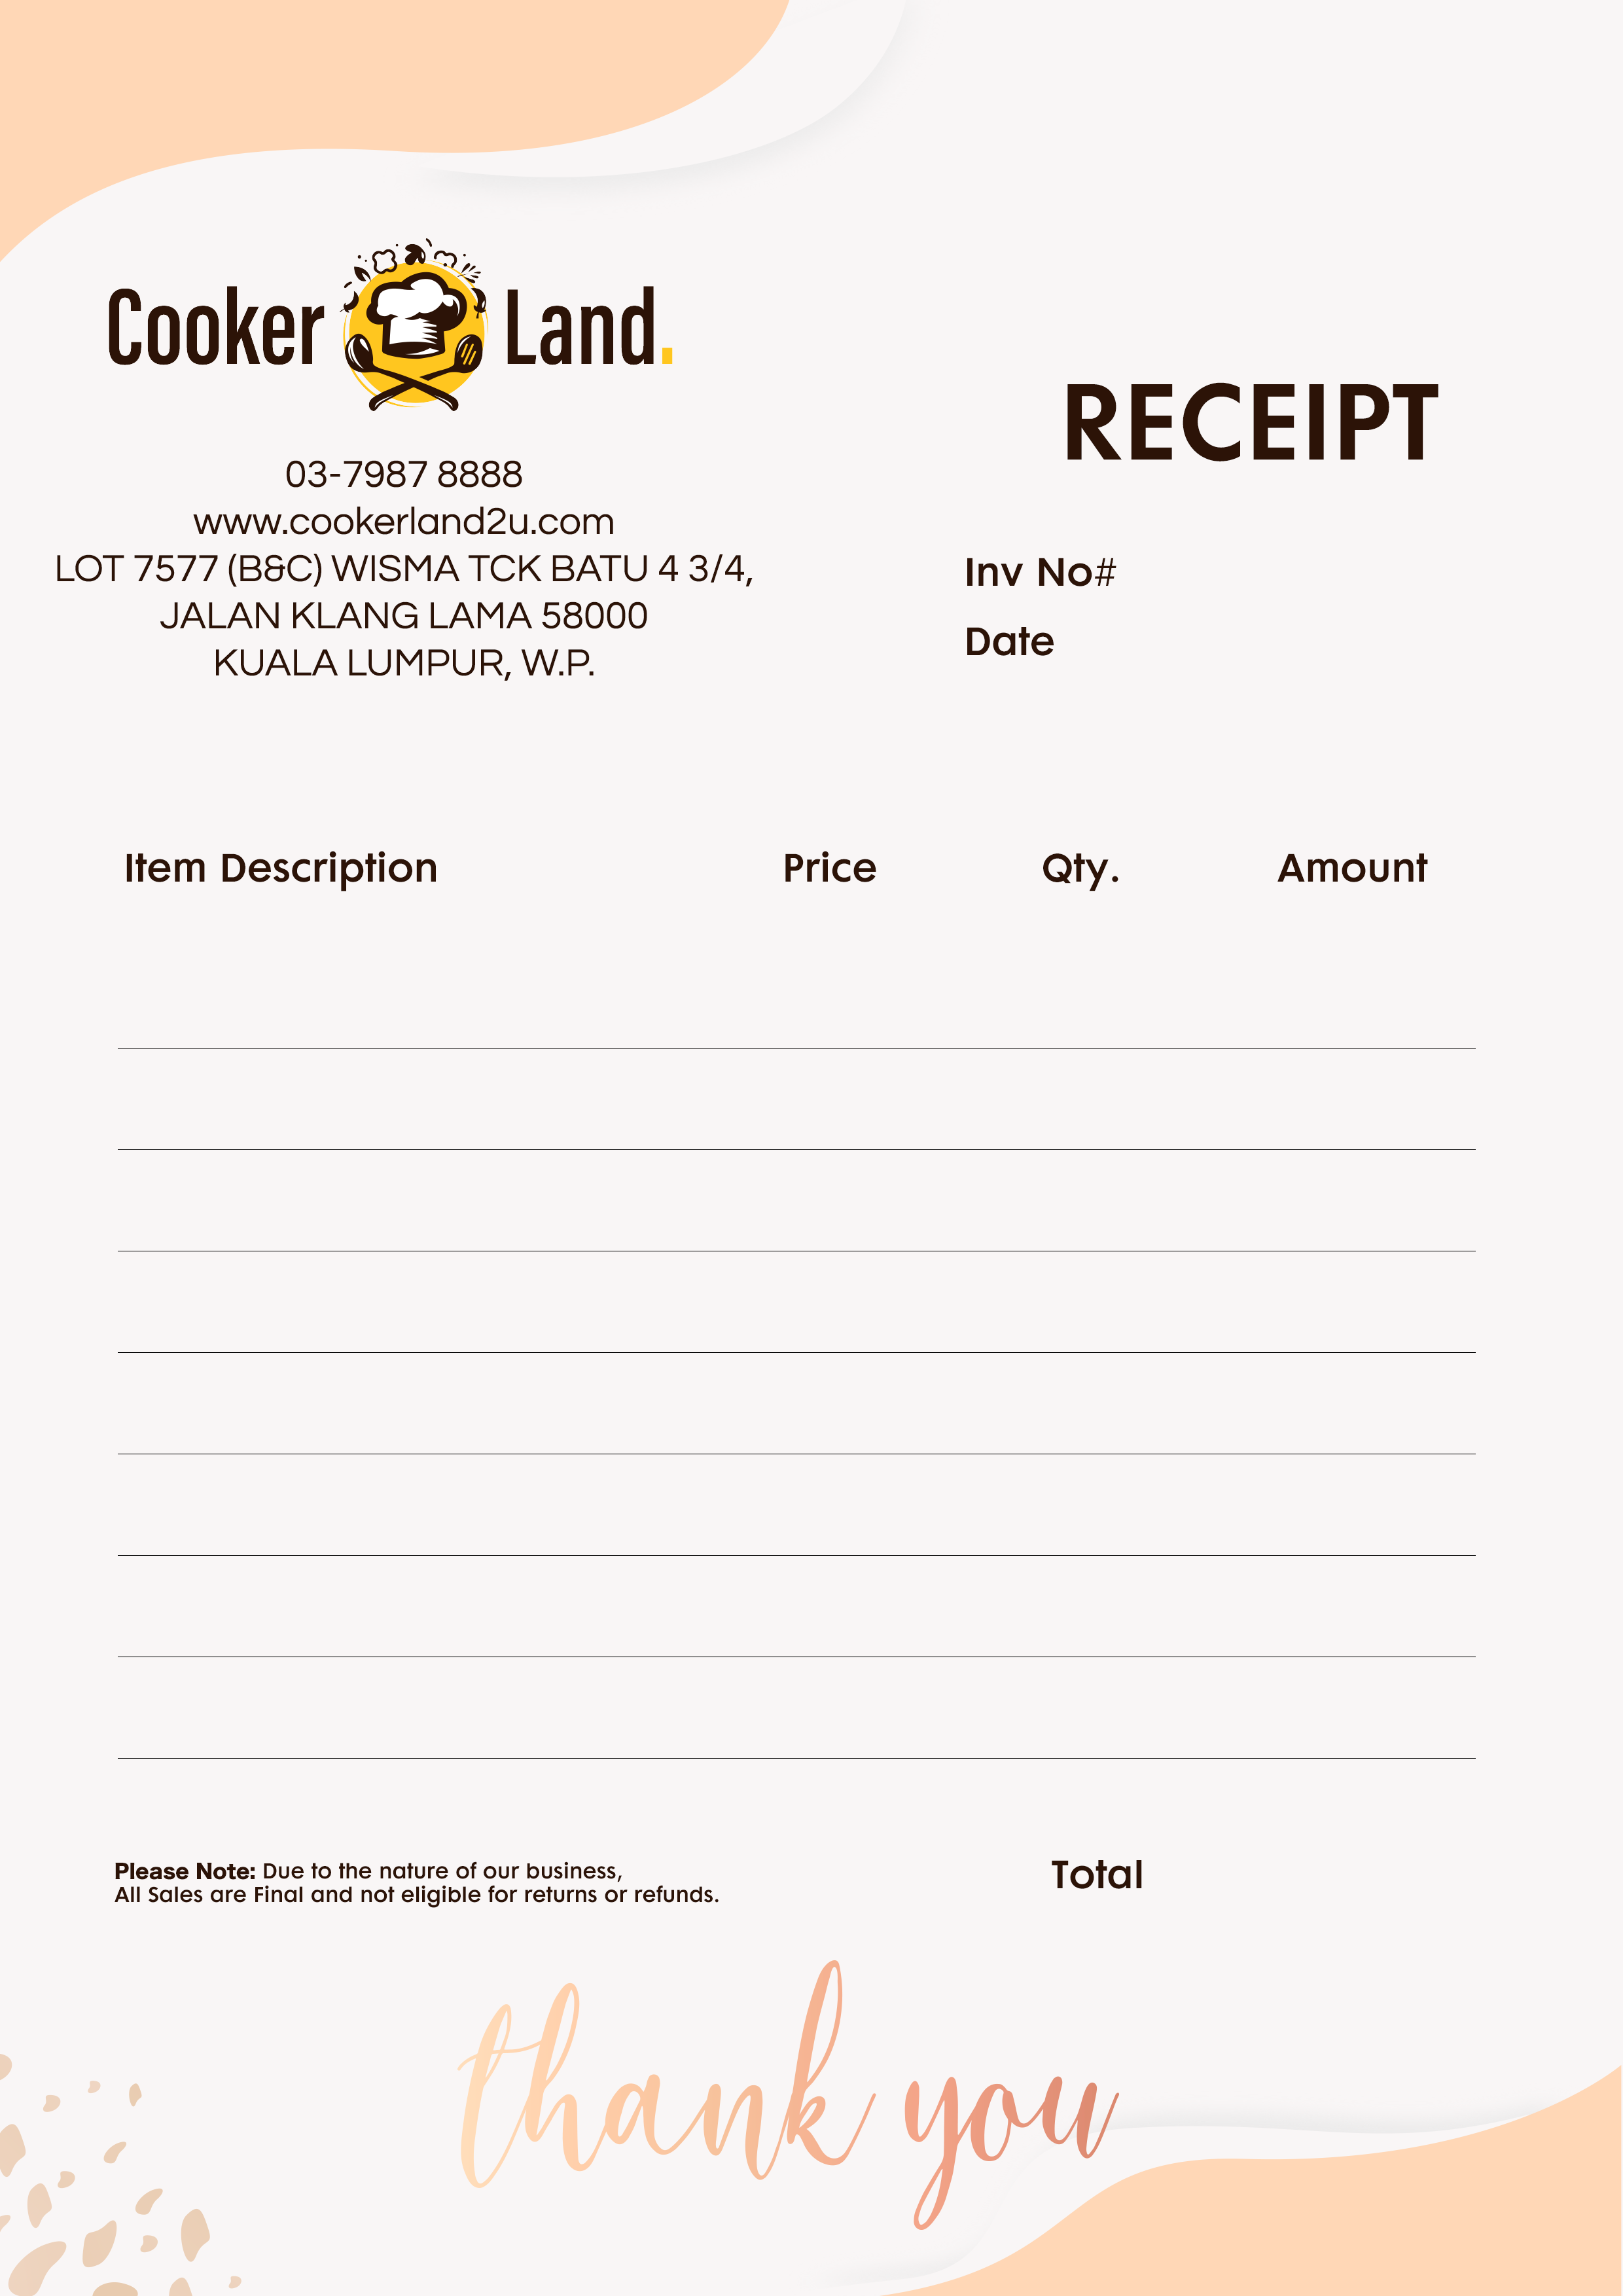 Cooker Land.
03-7987 8888
www.cookerland2u.com
LOT 7577 (B&C) WISMA TCK BATU 4 3/4,
JALAN KLANG LAMA 58000
KUALA LUMPUR, W.P.
RECEIPT
Inv No#
Date
Item Description Price Qty. Amount
Please Note: Due to the nature of our business,
All Sales are Final and not eligible for returns or refunds.
Total
thank you